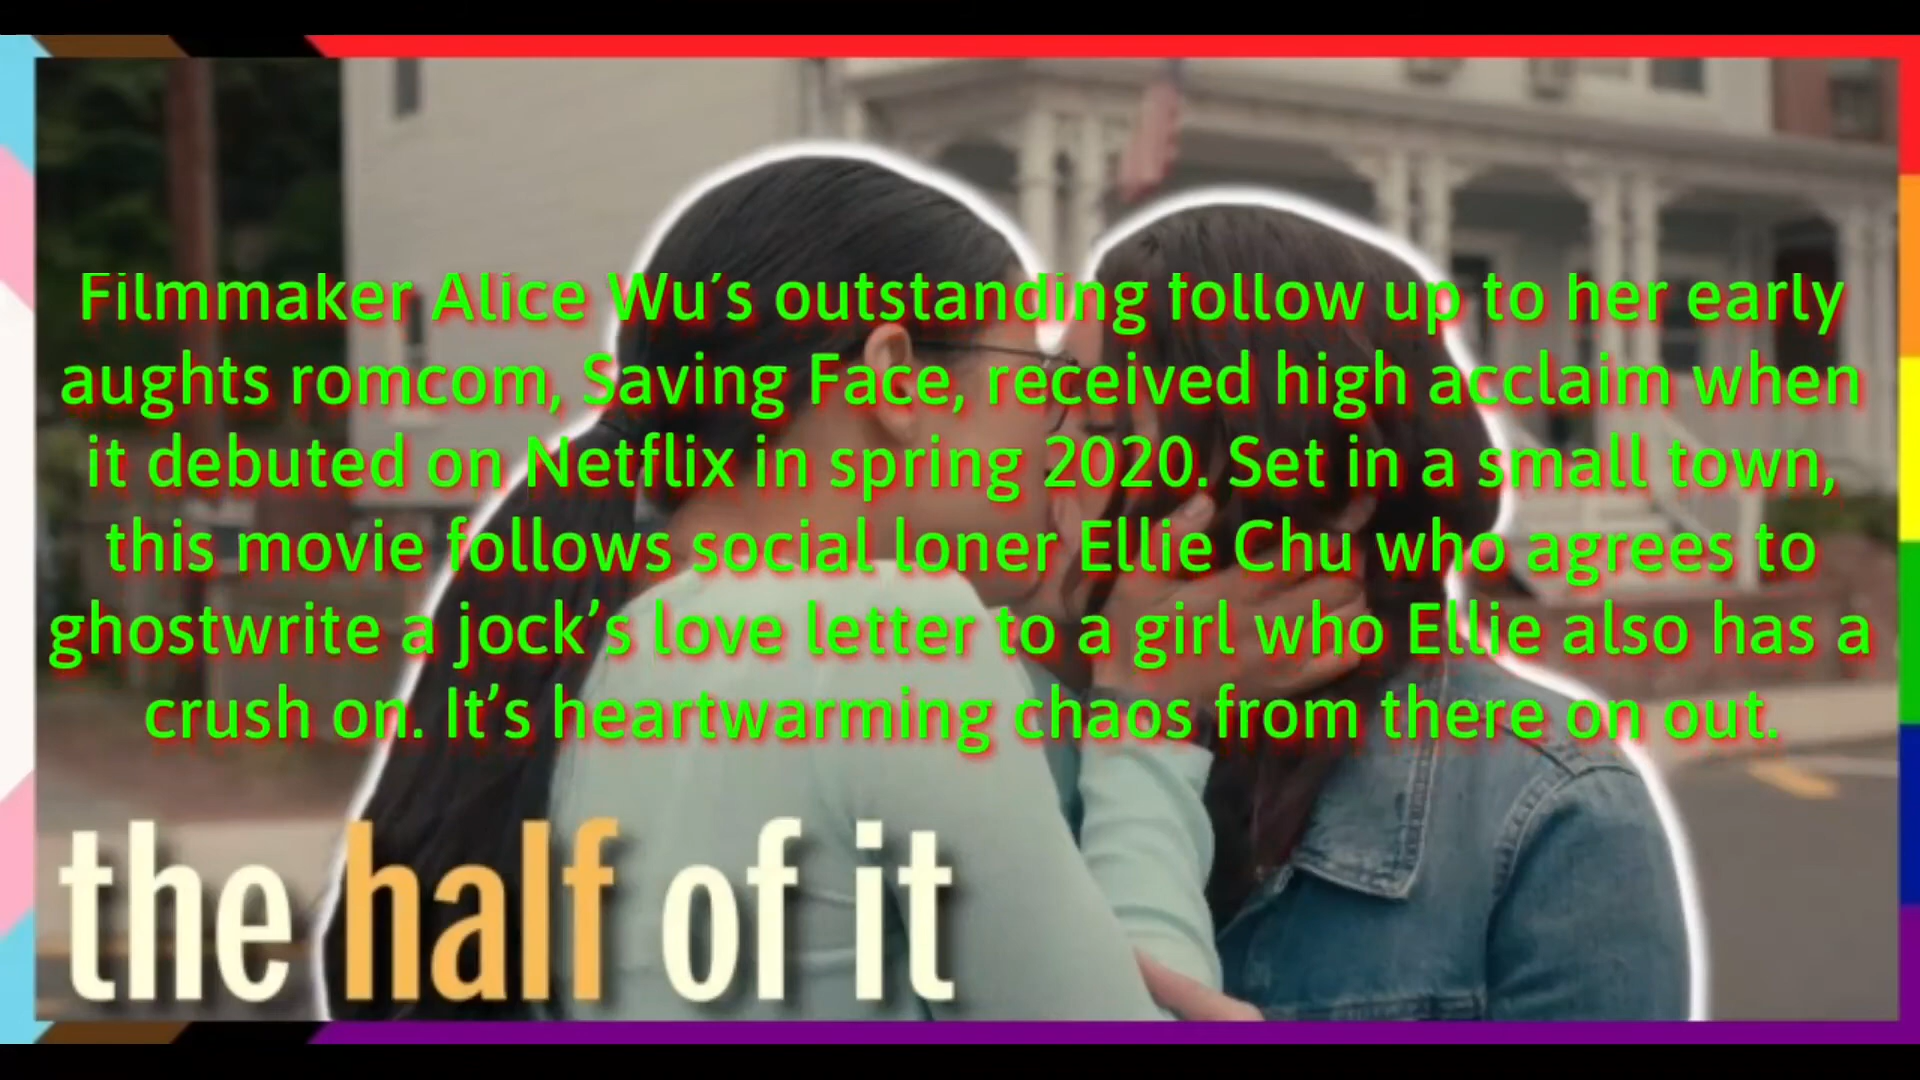 Filmmaker Alice Wu's outstanding follow up to her early
aughts romcom, Saving Face, received high acclaim when
it debuted on Netflix in spring 2020. Set in a small town,
this movie follows social loner Ellie Chu who agrees to
ghostwrite a jock's love letter to a girl who Ellie also has a
crush on. It's heartwarming chaos from there on out.
the half of it